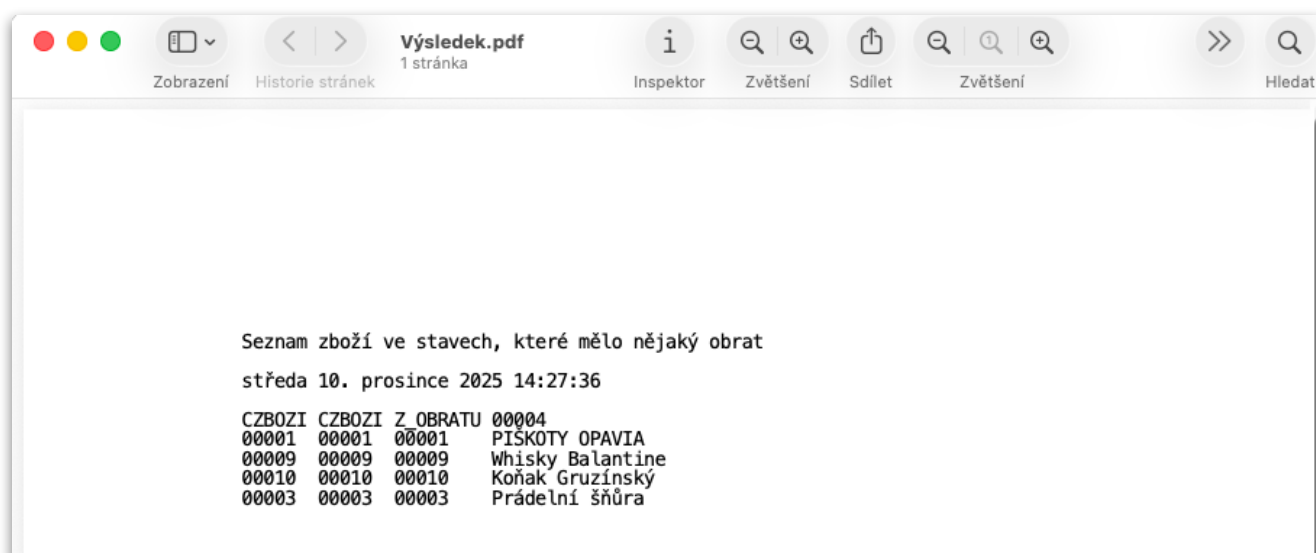 Výsledek.pdf
1 stránka
Zobrazení
Historie stránek
Inspektor
Zvětšení
Sdílet
Zvětšení
Hledat
Seznam zboží ve stavech, které mělo nějaký obrat
středa 10. prosince 2025 14:27:36
CZBOZI CZBOZI Z_OBRATU 00004
00001 00001 00001 PIŠKOTY OPAVIA
00009 00009 00009 Whisky Balantine
00010 00010 00010 Koňak Gruzínský
00003 00003 00003 Prádelní šňůra